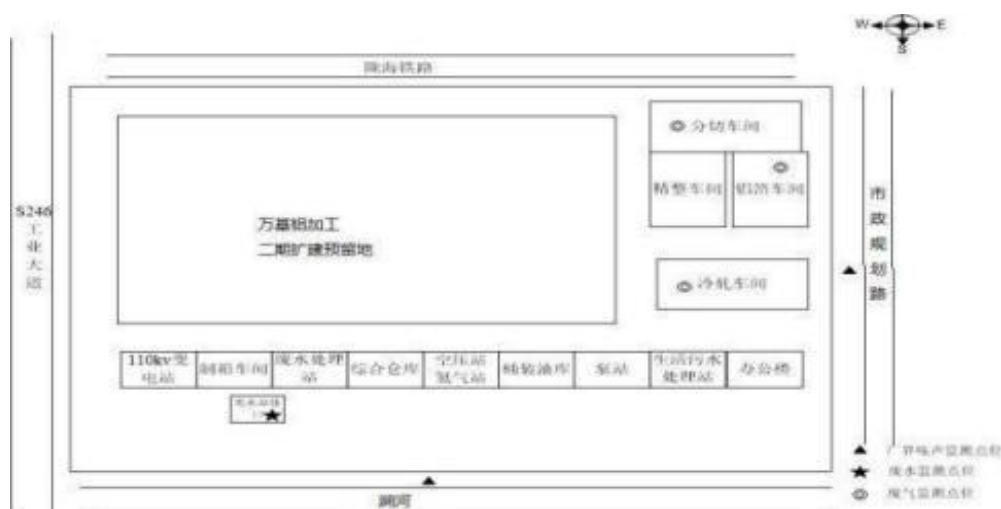 W E
S
陇海铁路
分切车间
精整车间
铝箔车间
S246
工
业
大
道
万基铝加工
二期扩建预留地
市
政
规
划
路
冷轧车间
110kv变
电站
制箱车间
废水处理
站
综合仓库
空压站
氮气站
桶装油库
泵站
生活污水
处理站
办公楼
厂界噪声监测点位
废水监测点位
废气监测点位
涧河